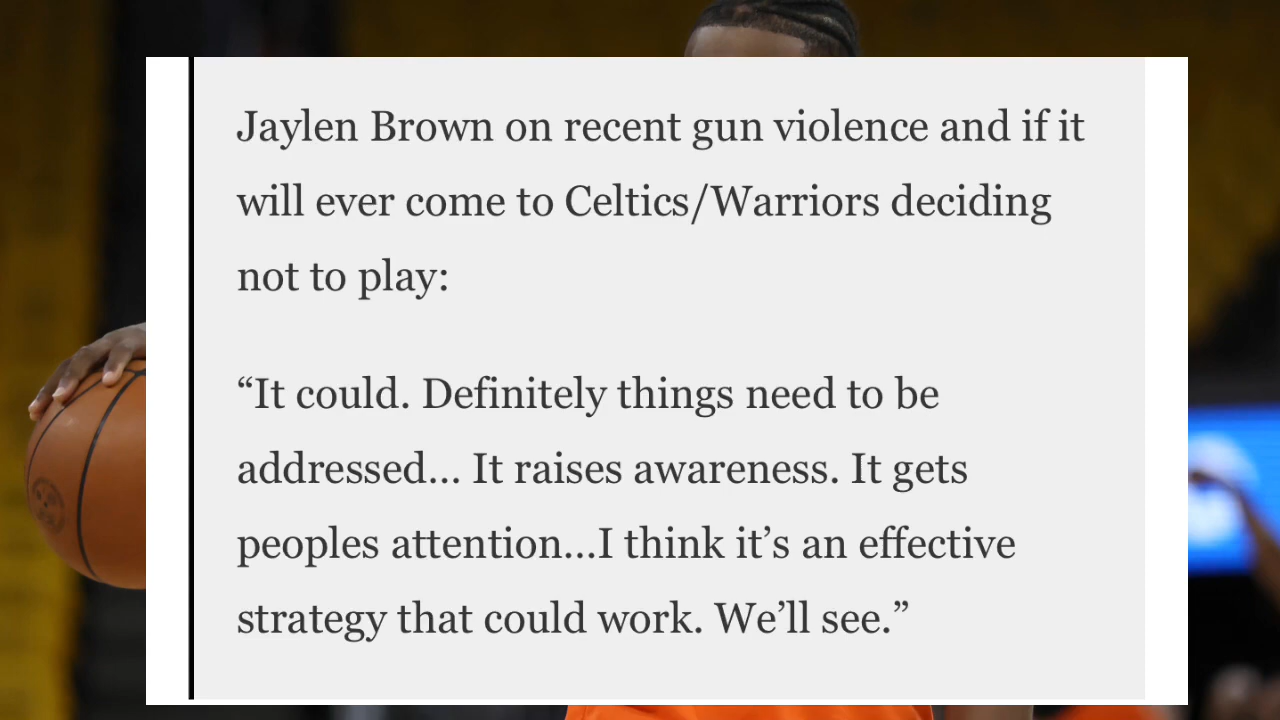 Jaylen Brown on recent gun violence and if it
will ever come to Celtics/Warriors deciding
not to play:
“It could. Definitely things need to be
addressed... It raises awareness. It gets
peoples attention...I think it’s an effective
strategy that could work. We’ll see.”